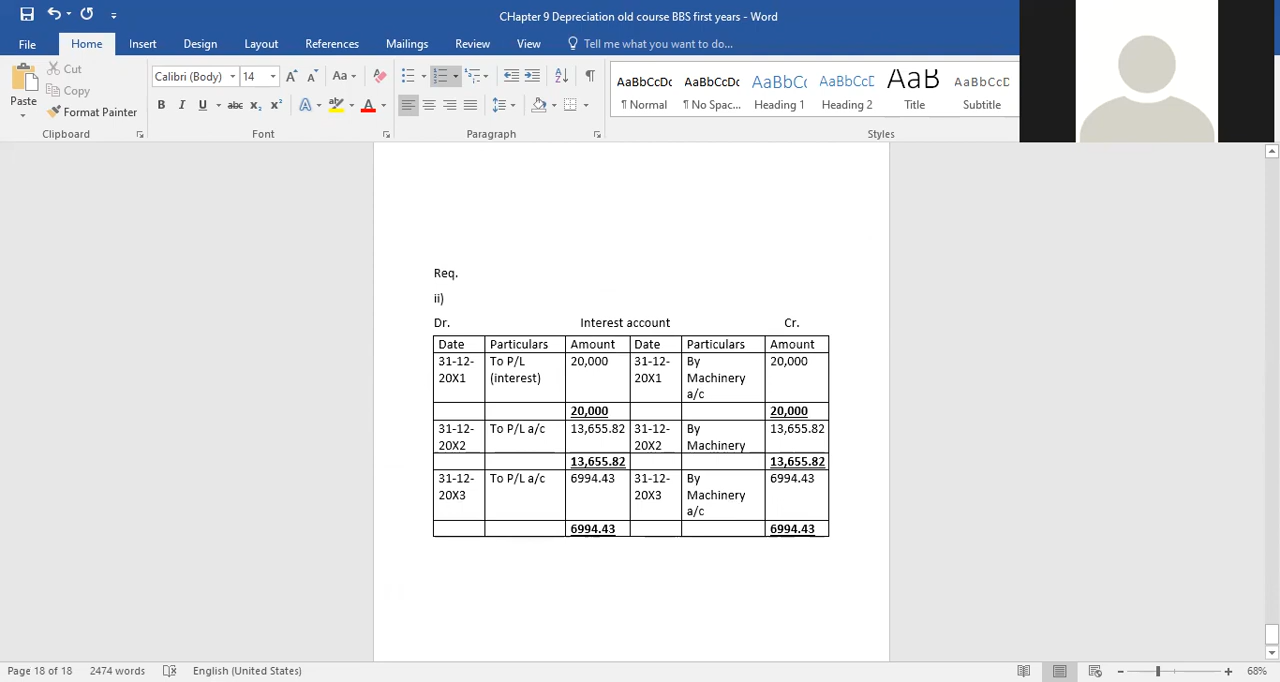 CHapter 9 Depreciation old course BBS first years - Word
File Home Insert Design Layout References Mailings Review View Tell me what you want to do...
Paste
Cut
Copy
Format Painter
Calibri (Body) 14 Aa
B I U abc X₂ X² A A
AaBbCcDc AaBbCcDc AaBbCc AaBbCcC AaB AaBbCcD
¶ Normal ¶ No Spac... Heading 1 Heading 2 Title Subtitle
Clipboard Font Paragraph Styles
Req.
ii)
Dr. Interest account Cr.
Date Particulars Amount Date Particulars Amount
31-12- To P/L 20,000 31-12- By 20,000
20X1 (interest) 20X1 Machinery
a/c
20,000 20,000
31-12- To P/L a/c 13,655.82 31-12- By 13,655.82
20X2 20X2 Machinery
13,655.82 13,655.82
31-12- To P/L a/c 6994.43 31-12- By 6994.43
20X3 20X3 Machinery
a/c
6994.43 6994.43
Page 18 of 18 2474 words English (United States) 68%